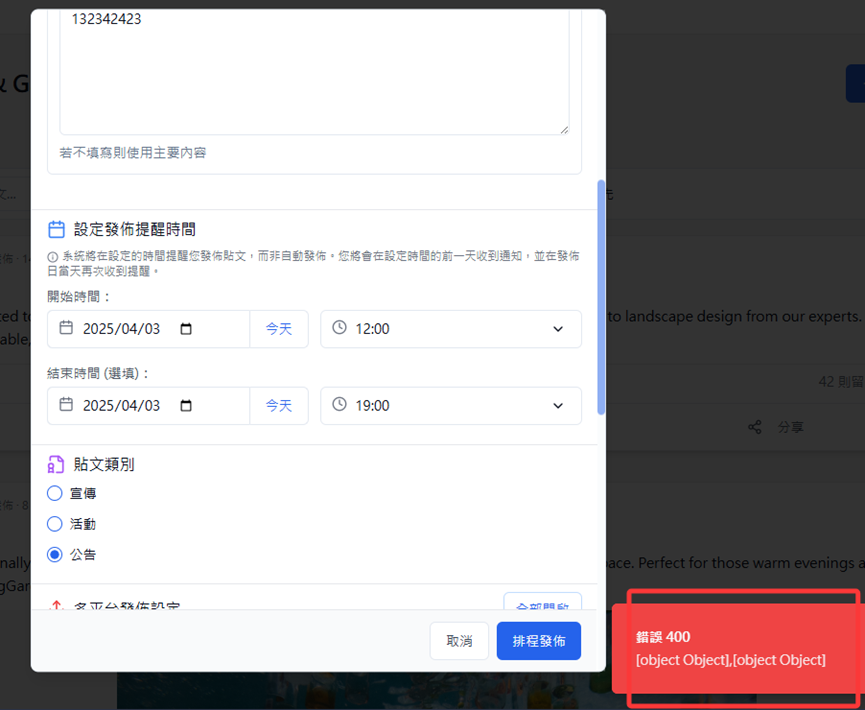 132342423
& G
若不填寫則使用主要內容
設定發佈提醒時間
系統將在設定的時間提醒您發佈貼文，而非自動發佈。您將會在設定時間的前一天收到通知，並在發佈
日當天再次收到提醒。
開始時間：
2025/04/03
今天
12:00
結束時間 (選填)：
2025/04/03
今天
19:00
to landscape design from our experts.
able,
42 則留
分享
貼文類別
宣傳
活動
公告
nally
ace. Perfect for those warm evenings a
gGar
多平台發佈設定
全部開啟
取消
排程發佈
錯誤 400
[object Object],[object Object]